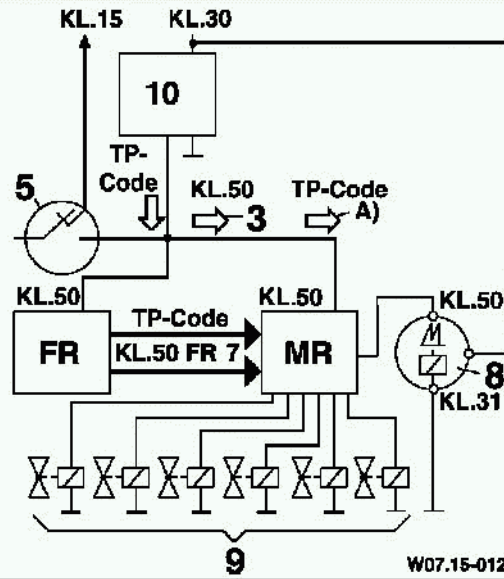 KL.15 KL.30
10
TP-
Code
KL.50 TP-Code
5 3 A)
KL.50 KL.50 KL.50
TP-Code
FR KL.50 FR 7 MR
8
KL.31
9
W07.15-012